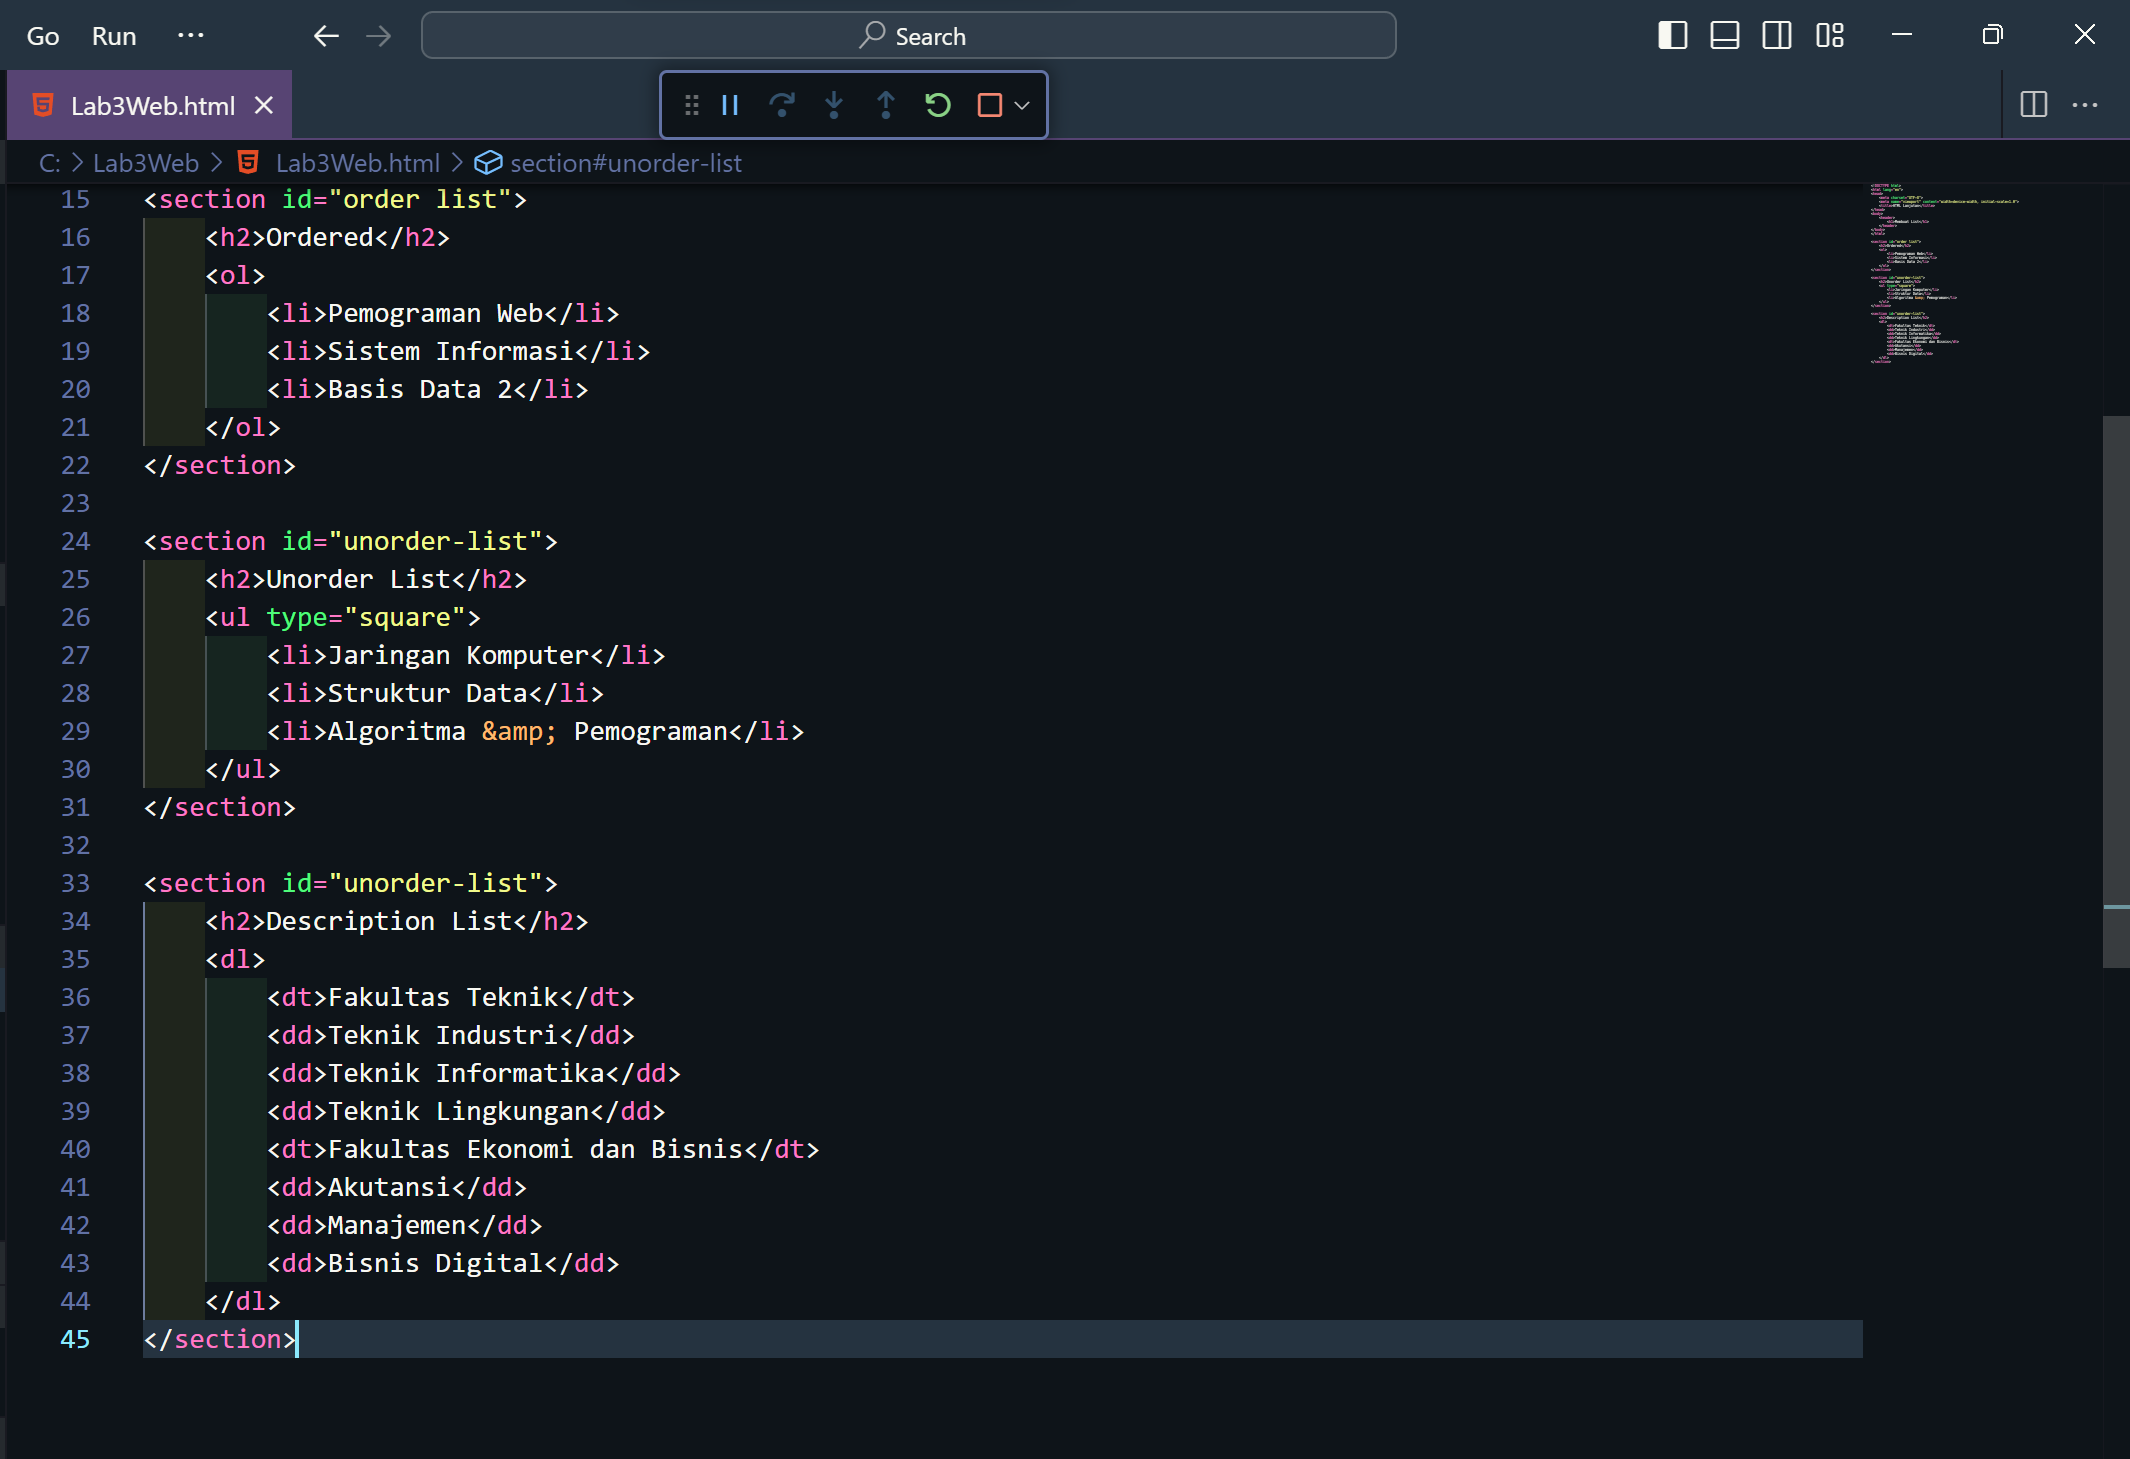 Go Run ··· Search
Lab3Web.html
C: > Lab3Web > Lab3Web.html > section#unorder-list
15 <section id="order list">
16 <h2>Ordered</h2>
17 <ol>
18 <li>Pemograman Web</li>
19 <li>Sistem Informasi</li>
20 <li>Basis Data 2</li>
21 </ol>
22 </section>
23
24 <section id="unorder-list">
25 <h2>Unorder List</h2>
26 <ul type="square">
27 <li>Jaringan Komputer</li>
28 <li>Struktur Data</li>
29 <li>Algoritma &amp; Pemograman</li>
30 </ul>
31 </section>
32
33 <section id="unorder-list">
34 <h2>Description List</h2>
35 <dl>
36 <dt>Fakultas Teknik</dt>
37 <dd>Teknik Industri</dd>
38 <dd>Teknik Informatika</dd>
39 <dd>Teknik Lingkungan</dd>
40 <dt>Fakultas Ekonomi dan Bisnis</dt>
41 <dd>Akutansi</dd>
42 <dd>Manajemen</dd>
43 <dd>Bisnis Digital</dd>
44 </dl>
45 </section>